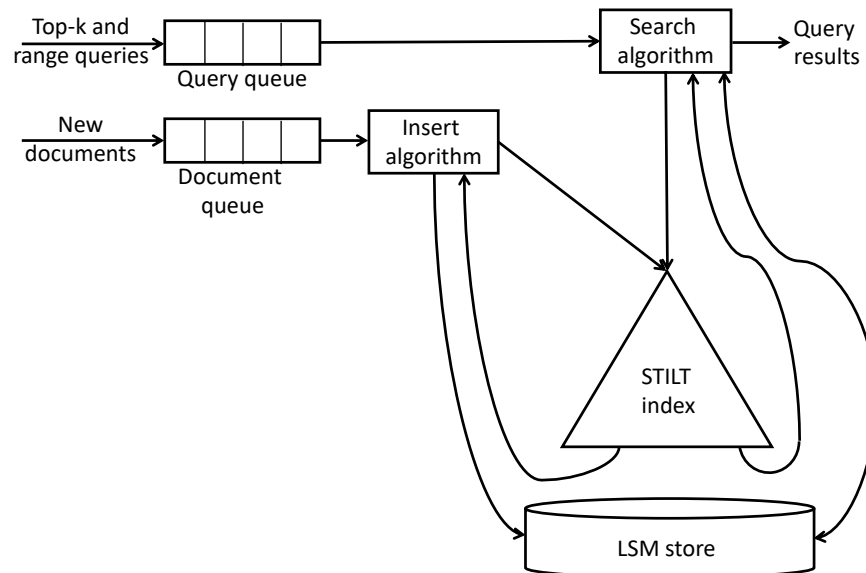 Top-k and
range queries
Query queue
Search
algorithm
Query
results
New
documents
Document
queue
Insert
algorithm
STILT
index
LSM store